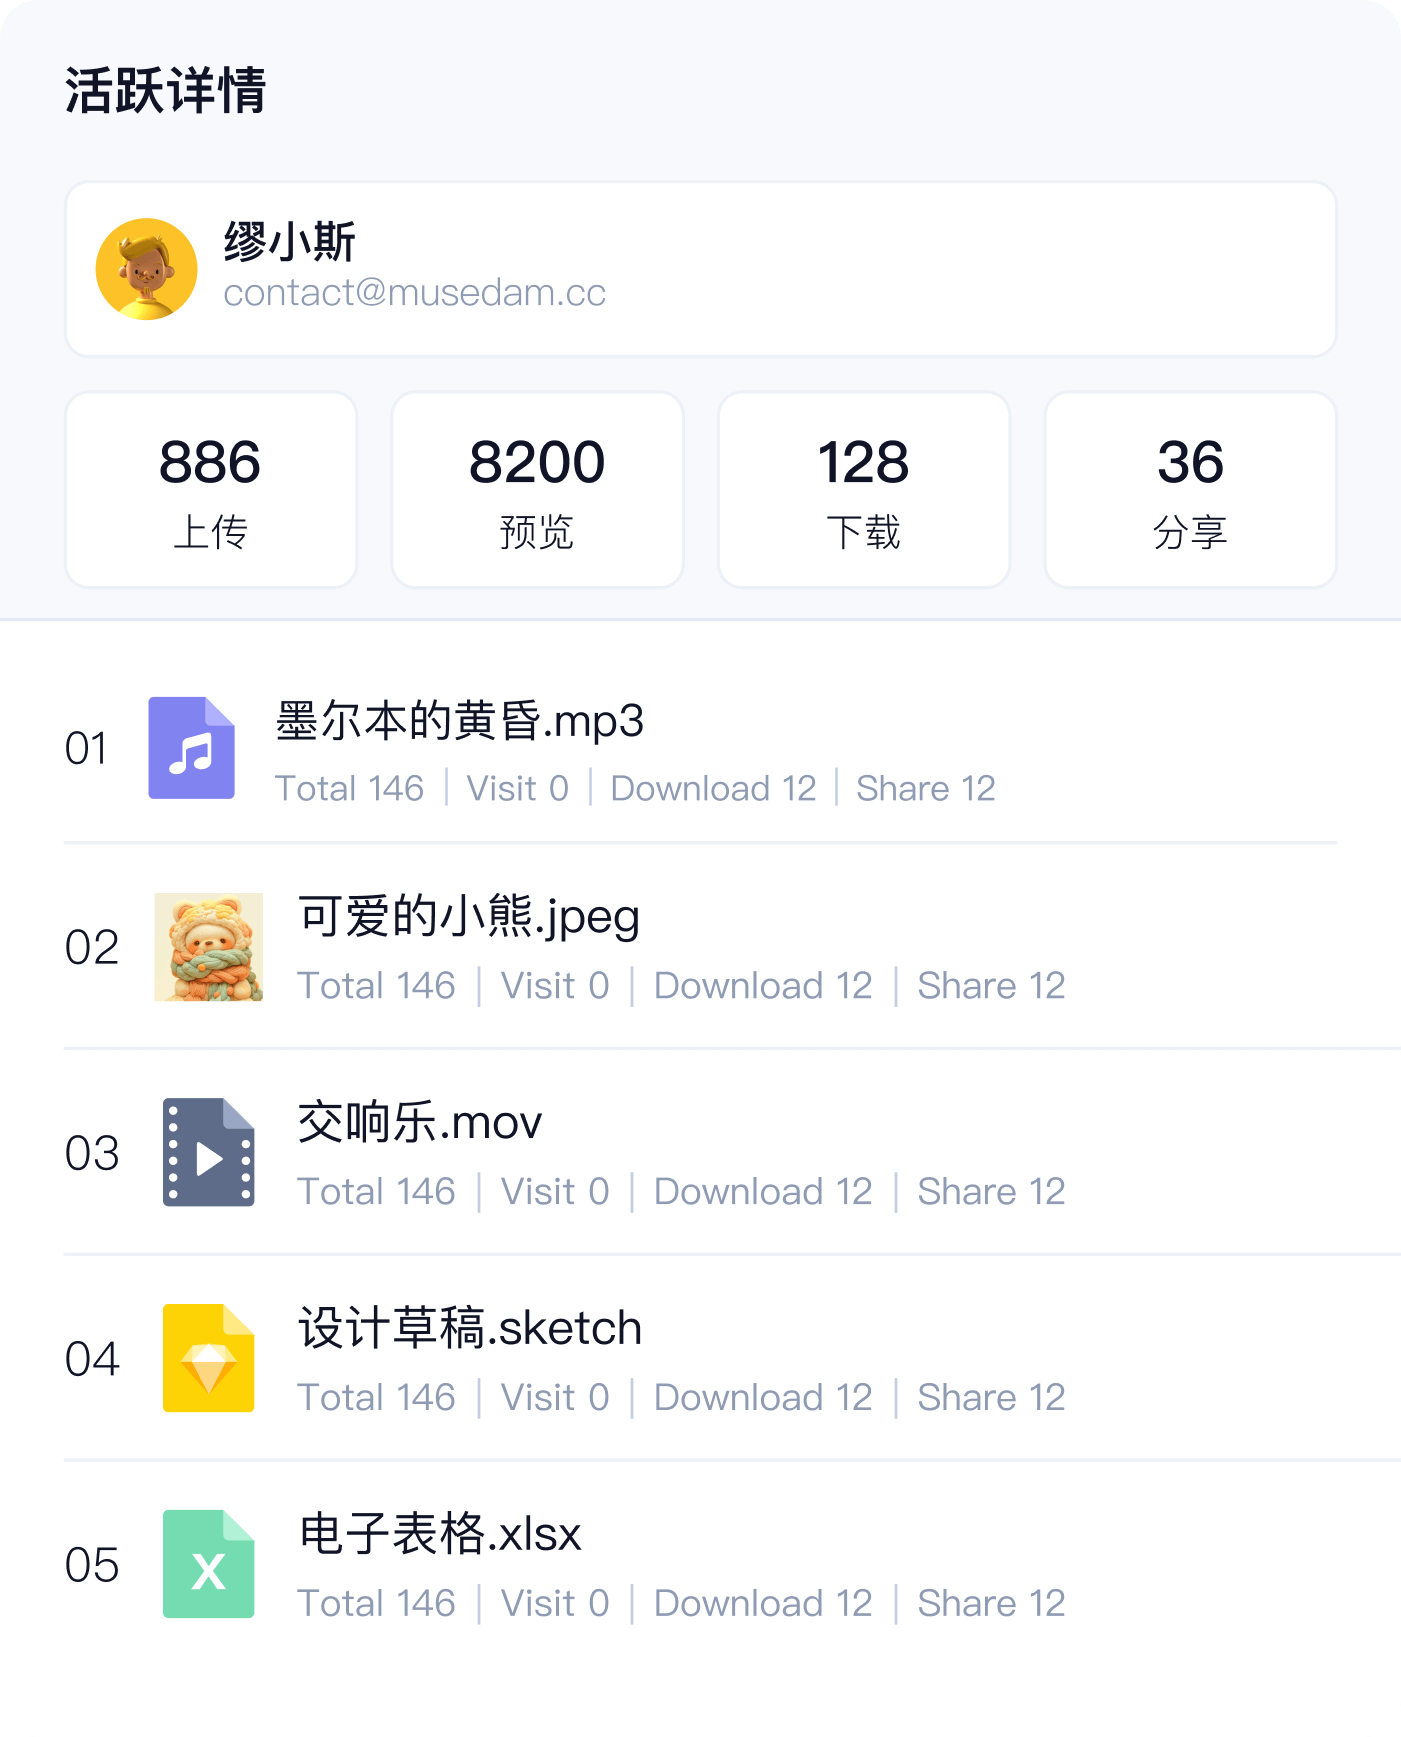 活跃详情
缪小斯
contact@musedam.cc
886 8200 128 36
上传 预览 下载 分享
01
墨尔本的黄昏.mp3
Total 146 | Visit 0 | Download 12 | Share 12
02
可爱的小熊.jpeg
Total 146 | Visit 0 | Download 12 | Share 12
03
交响乐.mov
Total 146 | Visit 0 | Download 12 | Share 12
04
设计草稿.sketch
Total 146 | Visit 0 | Download 12 | Share 12
05
X
电子表格.xlsx
Total 146 | Visit 0 | Download 12 | Share 12